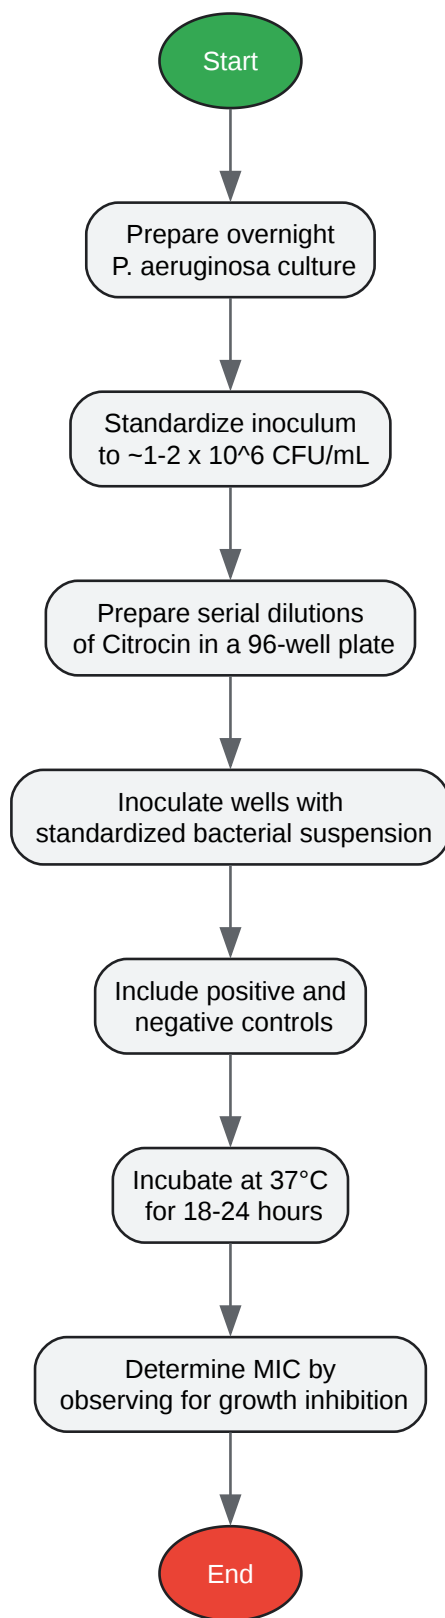 Start
Prepare overnight
P. aeruginosa culture
Standardize inoculum
to ~1-2 x 10^6 CFU/mL
Prepare serial dilutions
of Citrocin in a 96-well plate
Inoculate wells with
standardized bacterial suspension
Include positive and
negative controls
Incubate at 37°C
for 18-24 hours
Determine MIC by
observing for growth inhibition
End